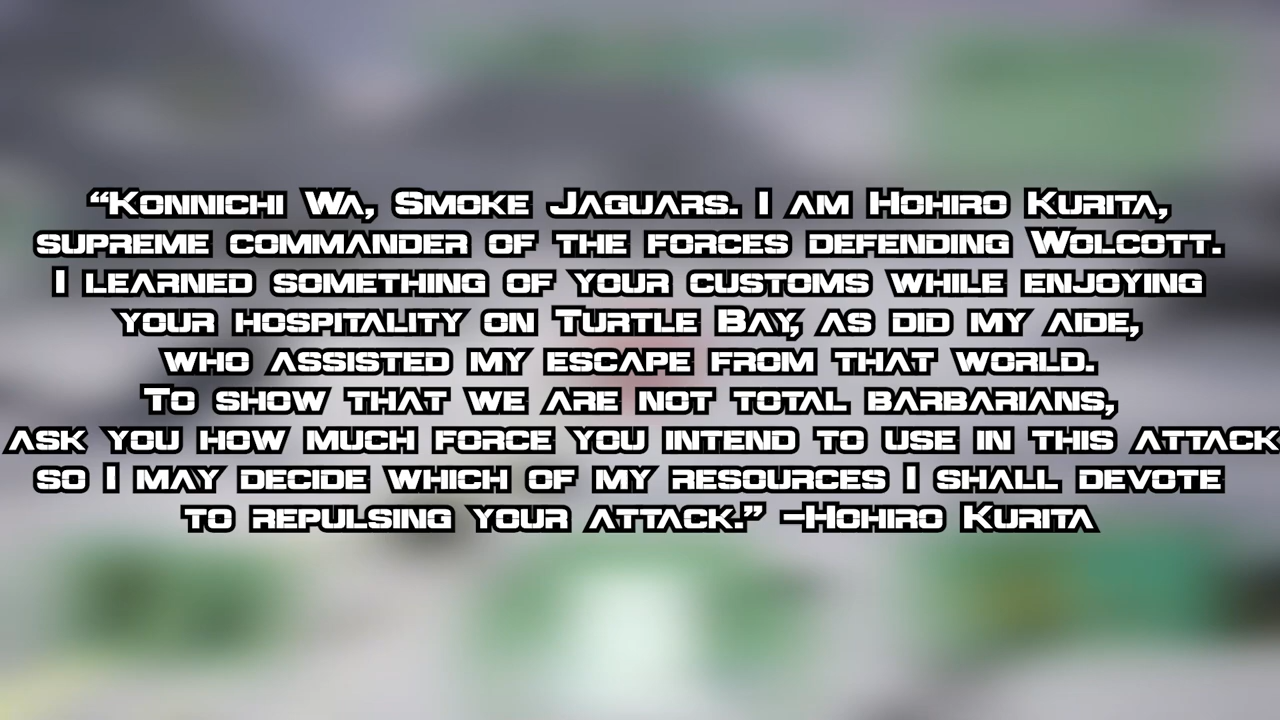 “Konnichi Wa, Smoke Jaguars. I am Hohiro Kurita,
supreme commander of the forces defending Wolcott.
I learned something of your customs while enjoying
your hospitality on Turtle Bay, as did my aide,
who assisted my escape from that world.
To show that we are not total barbarians,
ask you how much force you intend to use in this attack
so I may decide which of my resources I shall devote
to repulsing your attack.” -Hohiro Kurita